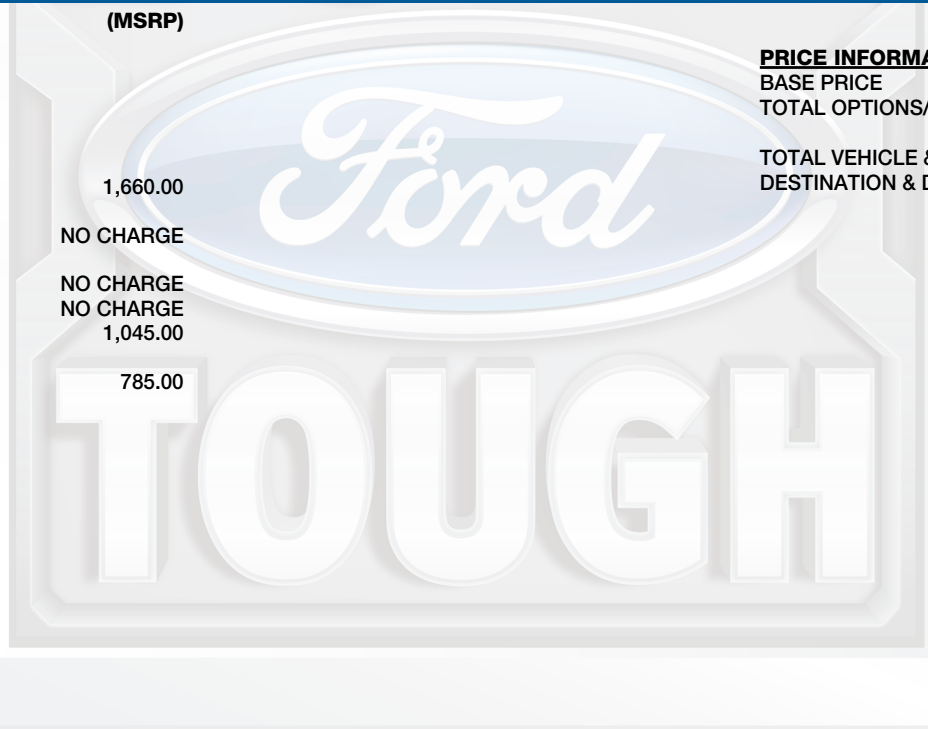 (MSRP)
1,660.00
NO CHARGE
NO CHARGE
NO CHARGE
1,045.00
785.00
PRICE INFORMA
BASE PRICE
TOTAL OPTIONS/
TOTAL VEHICLE &
DESTINATION & D
Ford
TOUGH